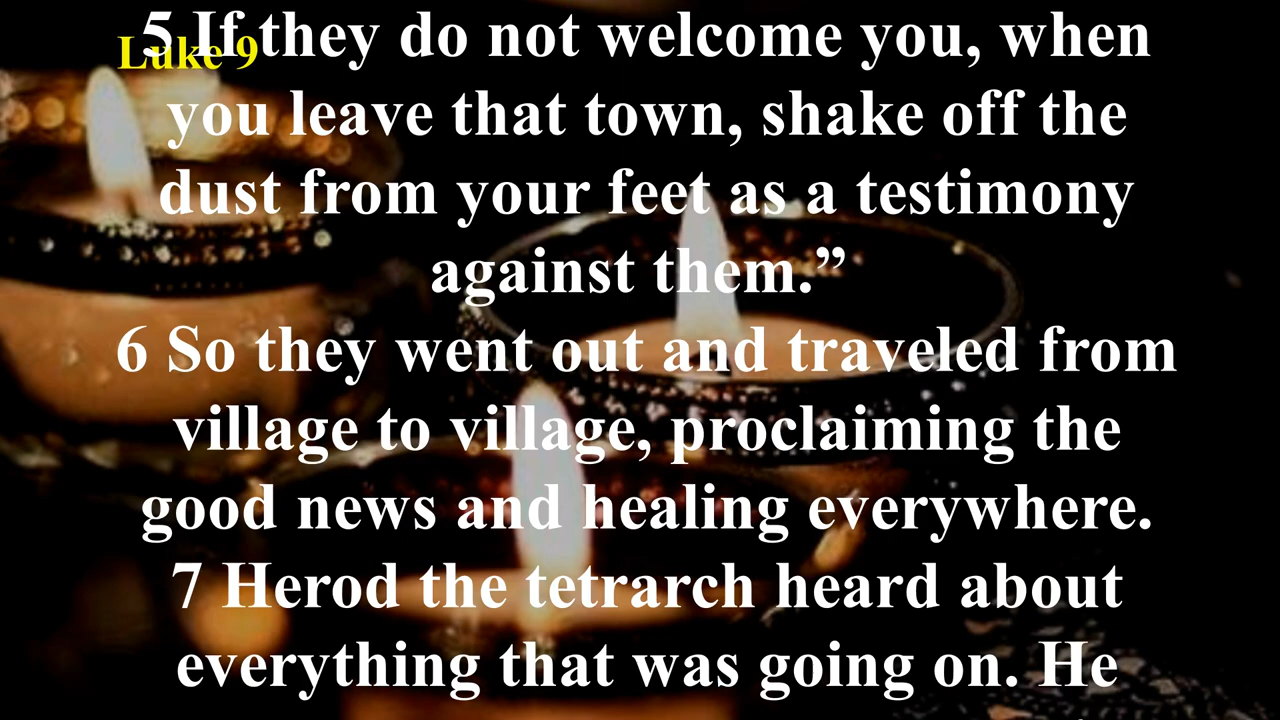 Luke 9
5 If they do not welcome you, when
you leave that town, shake off the
dust from your feet as a testimony
against them.”
6 So they went out and traveled from
village to village, proclaiming the
good news and healing everywhere.
7 Herod the tetrarch heard about
everything that was going on. He